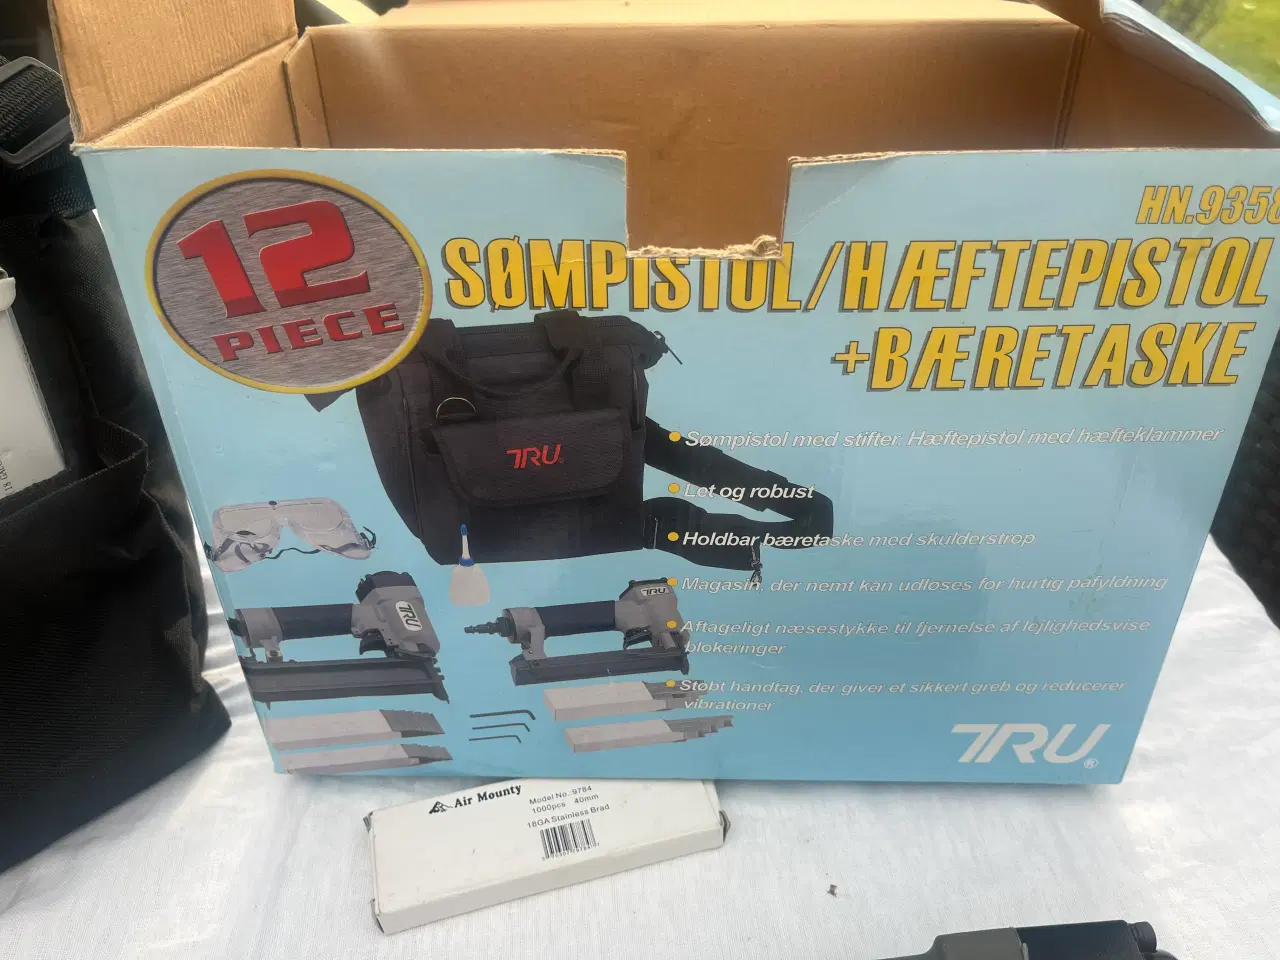 HN.9358
12
PIECE
SØMPISTOL/HÆFTEPISTOL
+BÆRETASKE
TRU
Sømpistol med stifter. Hæftepistol med hæfteklammer
Let og robust
Holdbar bæretaske med skulderstrop
Magasin, der nemt kan udløses for hurtig påfyldning
Aftageligt næsestykke til fjernelse af lejlighedsvise
blokeringer
Støbt handtag, der giver et sikkert greb og reducerer
vibrationer
TRU
TRU
TRU®
Air Mounty
Model No.:9784
1000pcs 40mm
18GA Stainless Brad